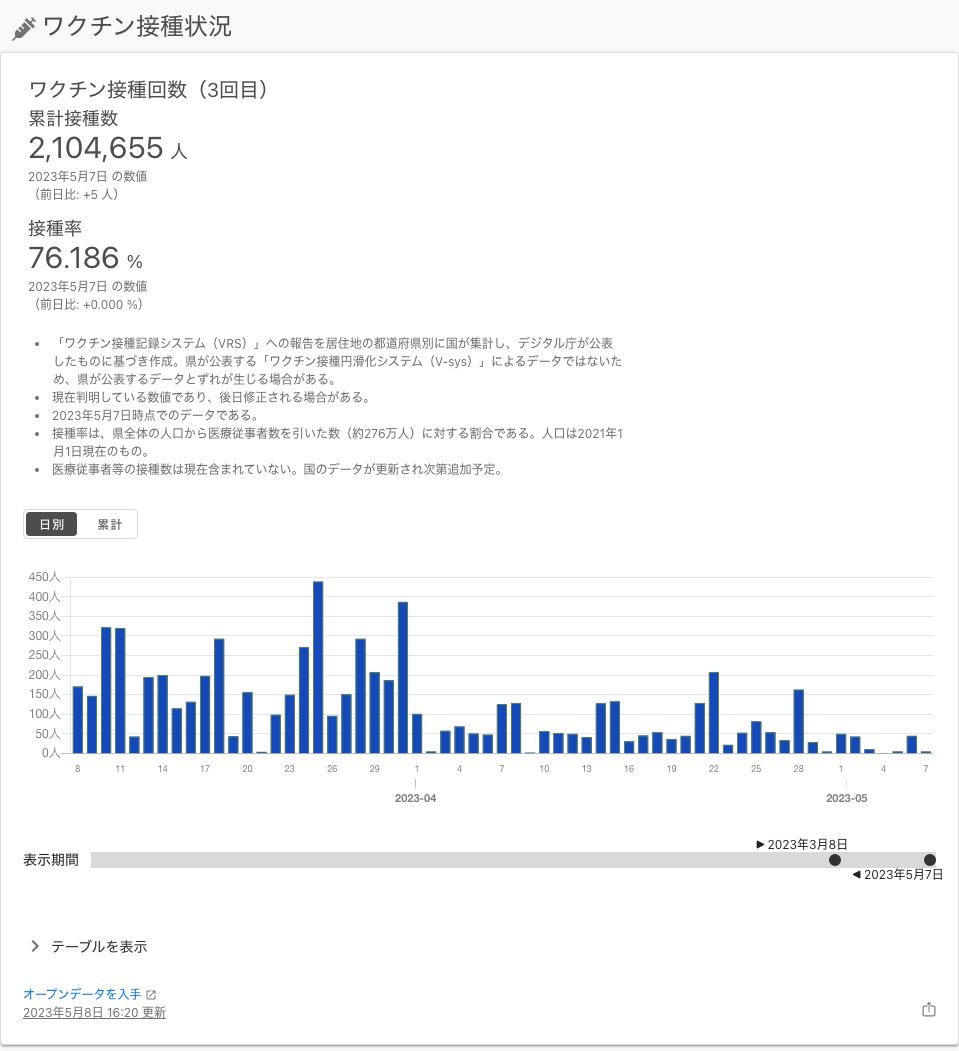 ワクチン接種状況
ワクチン接種回数（3回目）
累計接種数
2,104,655 人
2023年5月7日 の数値
（前日比: +5 人）
接種率
76.186 %
2023年5月7日 の数値
（前日比: +0.000 %）
• 「ワクチン接種記録システム（VRS）」への報告を居住地の都道府県別に国が集計し、デジタル庁が公表
したものに基づき作成。県が公表する「ワクチン接種円滑化システム（V-sys）」によるデータではないた
め、県が公表するデータとずれが生じる場合がある。
• 現在判明している数値であり、後日修正される場合がある。
• 2023年5月7日時点でのデータである。
• 接種率は、県全体の人口から医療従事者数を引いた数（約276万人）に対する割合である。人口は2021年1
月1日現在のもの。
• 医療従事者等の接種数は現在含まれていない。国のデータが更新され次第追加予定。
日別 累計
450人
400人
350人
300人
250人
200人
150人
100人
50人
0人
8 11 14 17 20 23 26 29 1 4 7 10 13 16 19 22 25 28 1 4 7
2023-04 2023-05
▶ 2023年3月8日
表示期間
◀ 2023年5月7日
テーブルを表示
オープンデータを入手
2023年5月8日 16:20 更新